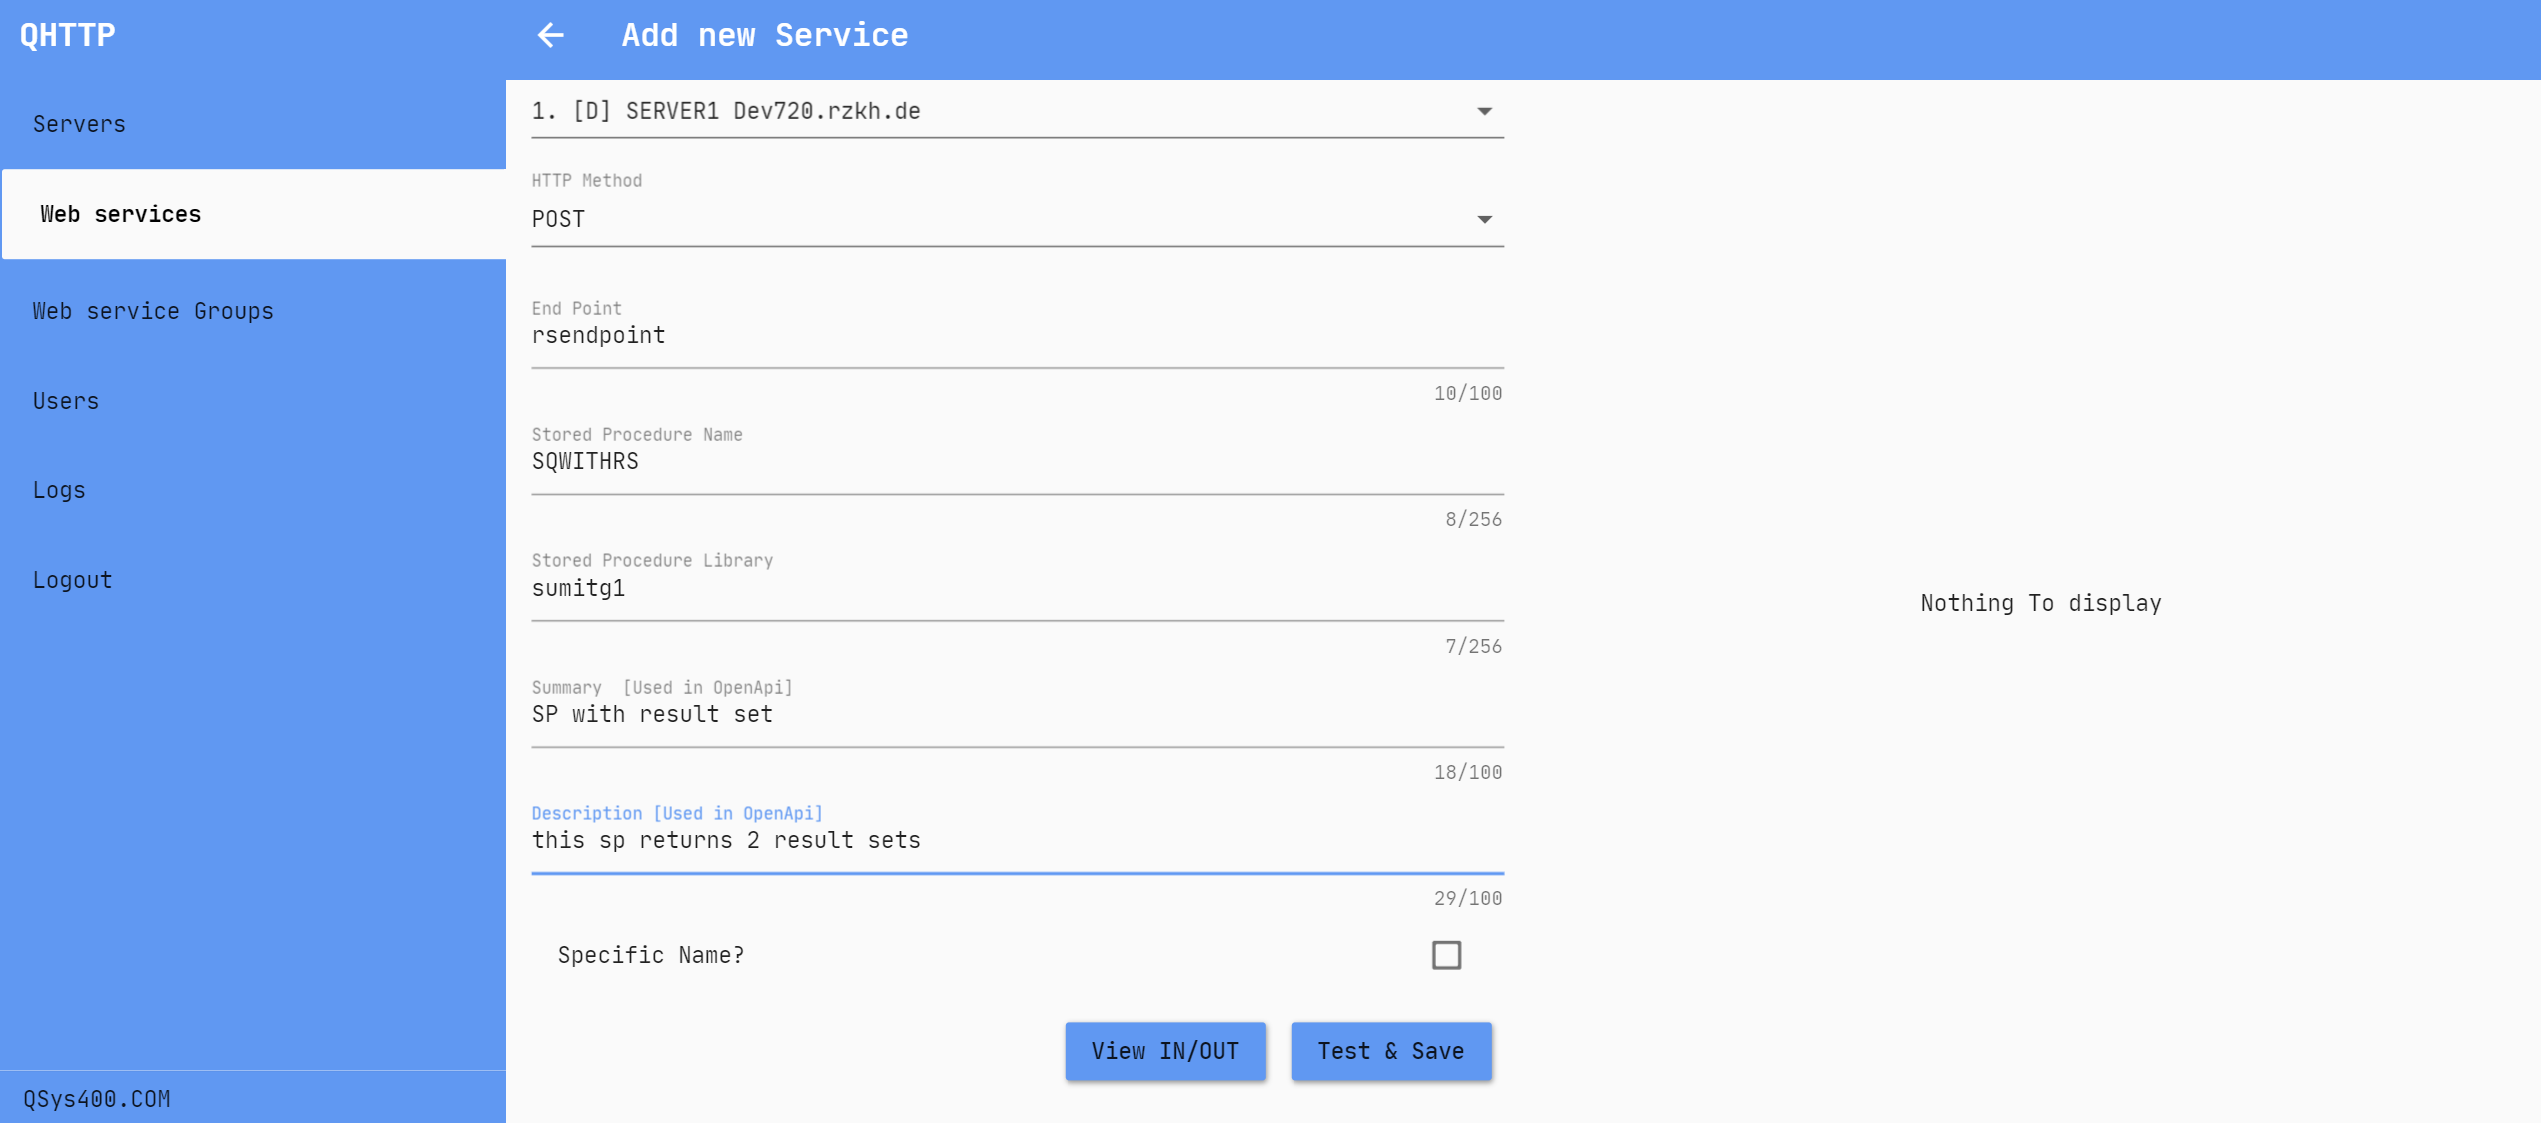 QHTTP
Add new Service
Servers
Web services
Web service Groups
Users
Logs
Logout
QSys400.COM
1. [D] SERVER1 Dev720.rzkh.de
HTTP Method
POST
End Point
rsendpoint
10/100
Stored Procedure Name
SQWITHRS
8/256
Stored Procedure Library
sumitg1
7/256
Summary  [Used in OpenApi]
SP with result set
18/100
Description [Used in OpenApi]
this sp returns 2 result sets
29/100
Specific Name?
View IN/OUT
Test & Save
Nothing To display